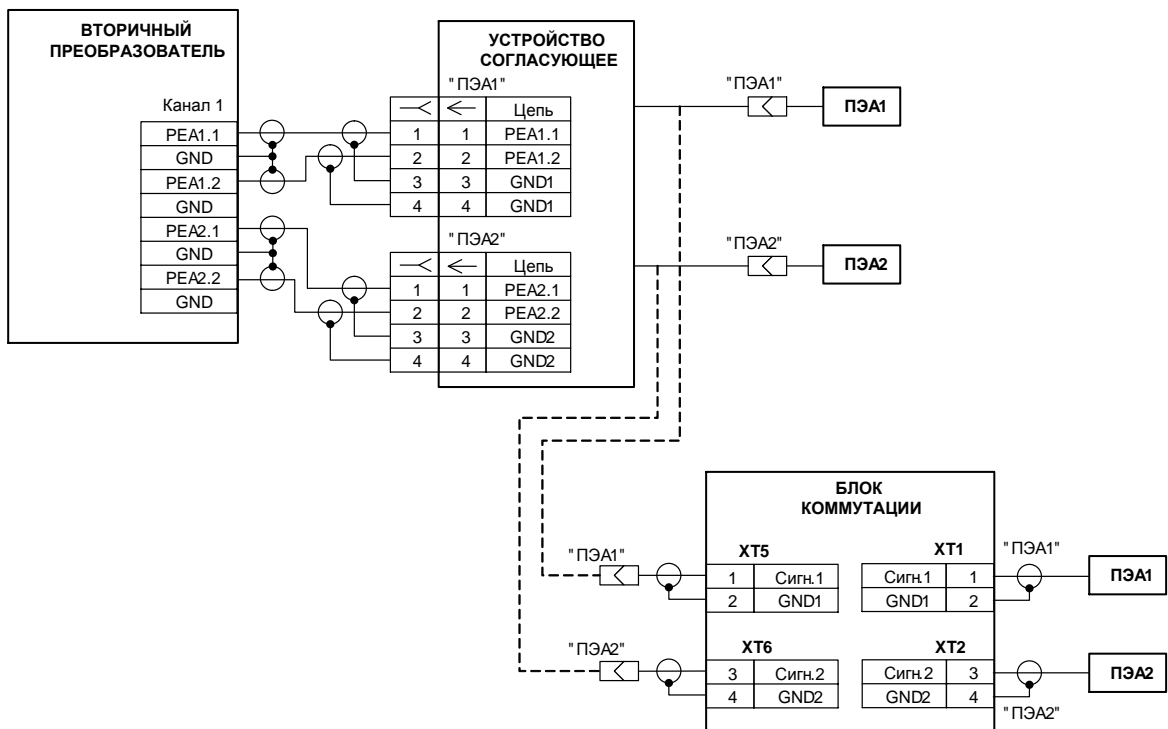 ВТОРИЧНЫЙ
ПРЕОБРАЗОВАТЕЛЬ
Канал 1
PEA1.1
GND
PEA1.2
GND
PEA2.1
GND
PEA2.2
GND
УСТРОЙСТВО
СОГЛАСУЮЩЕЕ
"ПЭА1"
Цепь
1 1 PEA1.1
2 2 PEA1.2
3 3 GND1
4 4 GND1
"ПЭА2"
Цепь
1 1 PEA2.1
2 2 PEA2.2
3 3 GND2
4 4 GND2
"ПЭА1"
ПЭА1
"ПЭА2"
ПЭА2
БЛОК
КОММУТАЦИИ
"ПЭА1"
XT5
1 Сигн.1
2 GND1
XT1
Сигн.1 1
GND1 2
"ПЭА1"
ПЭА1
"ПЭА2"
XT6
3 Сигн.2
4 GND2
XT2
Сигн.2 3
GND2 4
"ПЭА2"
ПЭА2